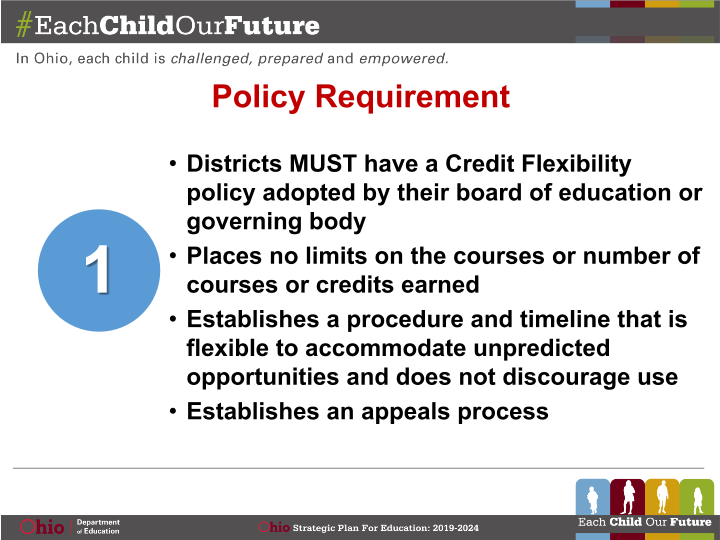 #EachChildOurFuture
In Ohio, each child is challenged, prepared and empowered.
Policy Requirement
1
• Districts MUST have a Credit Flexibility
policy adopted by their board of education or
governing body
• Places no limits on the courses or number of
courses or credits earned
• Establishes a procedure and timeline that is
flexible to accommodate unpredicted
opportunities and does not discourage use
• Establishes an appeals process
Ohio | Department
of Education
Ohio Strategic Plan For Education: 2019-2024
Each Child Our Future